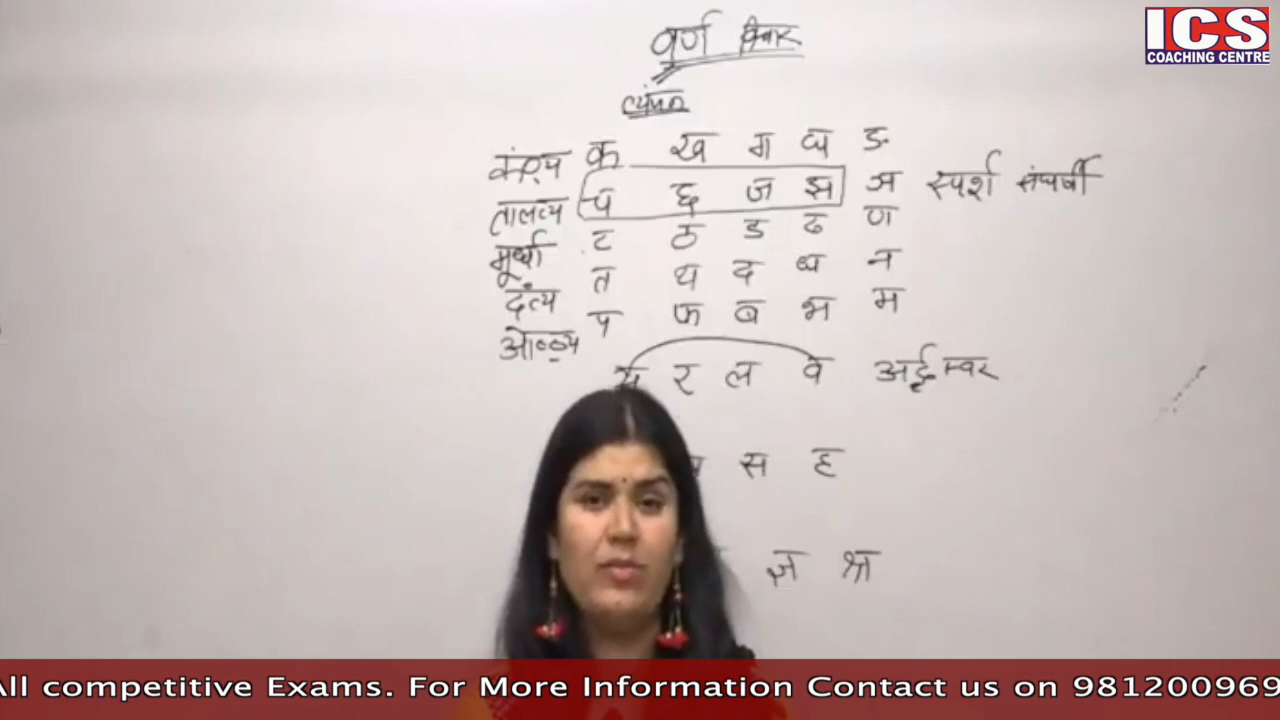 ICS
COACHING CENTRE
वर्ण विचार
व्यंजन
कंठ्य क ख ग घ ङ
तालव्य च छ ज झ ञ स्पर्श संघर्षी
मूर्धा ट ठ ड ढ ण
दंत्य त थ द ध न
ओष्ठ्य प फ ब भ म
य र ल व अर्द्धस्वर
स ह
ज्ञ श्र
All competitive Exams. For More Information Contact us on 981200969